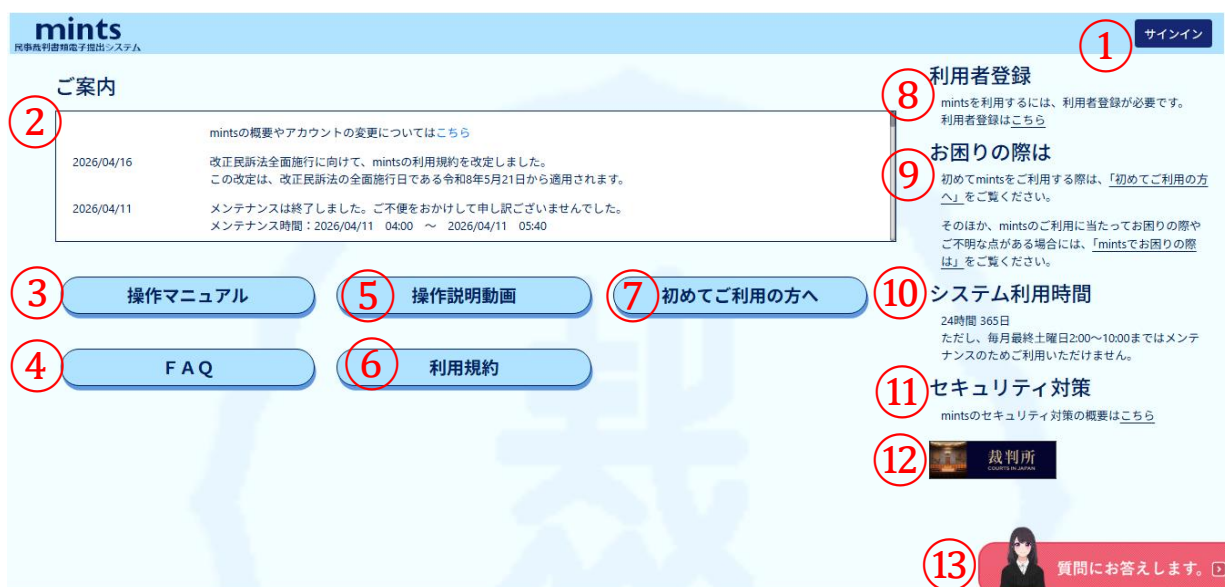 mints
民事裁判書類電子提出システム
① サインイン
ご案内
②
mintsの概要やアカウントの変更についてはこちら
2026/04/16 改正民訴法全面施行に向けて、mintsの利用規約を改定しました。
この改定は、改正民訴法の全面施行日である令和8年5月21日から適用されます。
2026/04/11 メンテナンスは終了しました。ご不便をおかけして申し訳ございませんでした。
メンテナンス時間：2026/04/11 04:00 ～ 2026/04/11 05:40
③ 操作マニュアル
⑤ 操作説明動画
⑦ 初めてご利用の方へ
④ ＦＡＱ
⑥ 利用規約
⑧ 利用者登録
mintsを利用するには、利用者登録が必要です。
利用者登録はこちら
⑨ お困りの際は
初めてmintsをご利用する際は、「初めてご利用の方
へ」をご覧ください。
そのほか、mintsのご利用に当たってお困りの際や
ご不明な点がある場合には、「mintsでお困りの際
は」をご覧ください。
⑩ システム利用時間
24時間 365日
ただし、毎月最終土曜日2:00～10:00まではメンテ
ナンスのためご利用いただけません。
⑪ セキュリティ対策
mintsのセキュリティ対策の概要はこちら
⑫ 裁判所
COURTS IN JAPAN
⑬ 質問にお答えします。